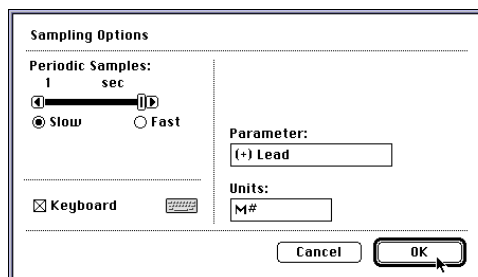 Sampling Options
Periodic Samples:
1 sec
Slow Fast
Parameter:
(+) Lead
Keyboard
Units:
M#
Cancel OK